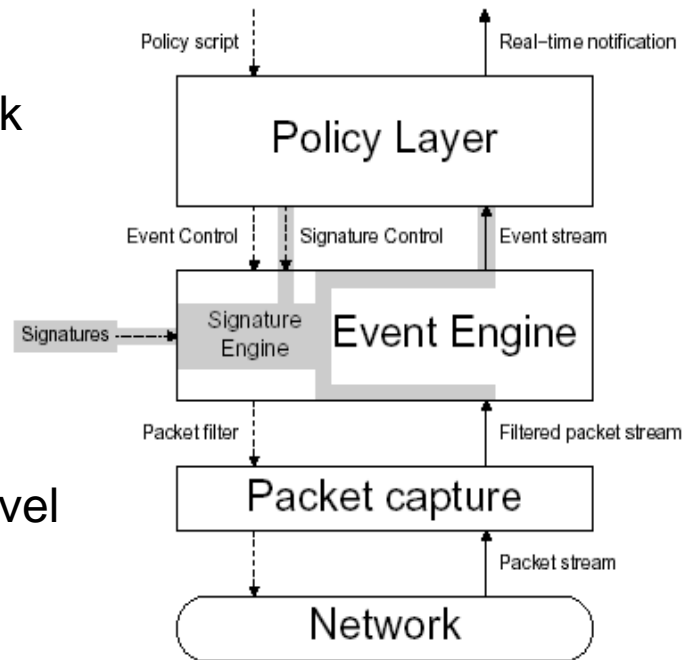 Policy script
Real-time notification
k
Policy Layer
Event Control
Signature Control
Event stream
Signatures
Signature
Engine
Event Engine
Packet filter
Filtered packet stream
vel
Packet capture
Packet stream
Network